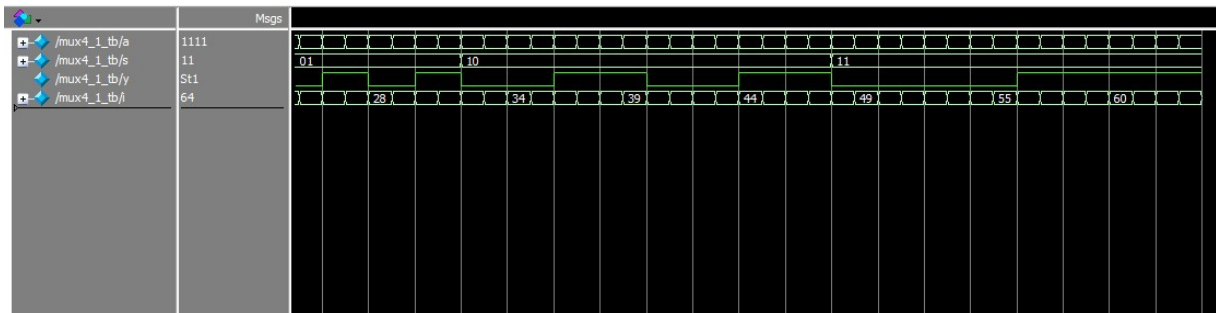 Msgs
/mux4_1_tb/a 1111
/mux4_1_tb/s 11 01 10 11
/mux4_1_tb/y St1
/mux4_1_tb/i 64 28 34 39 44 49 55 60